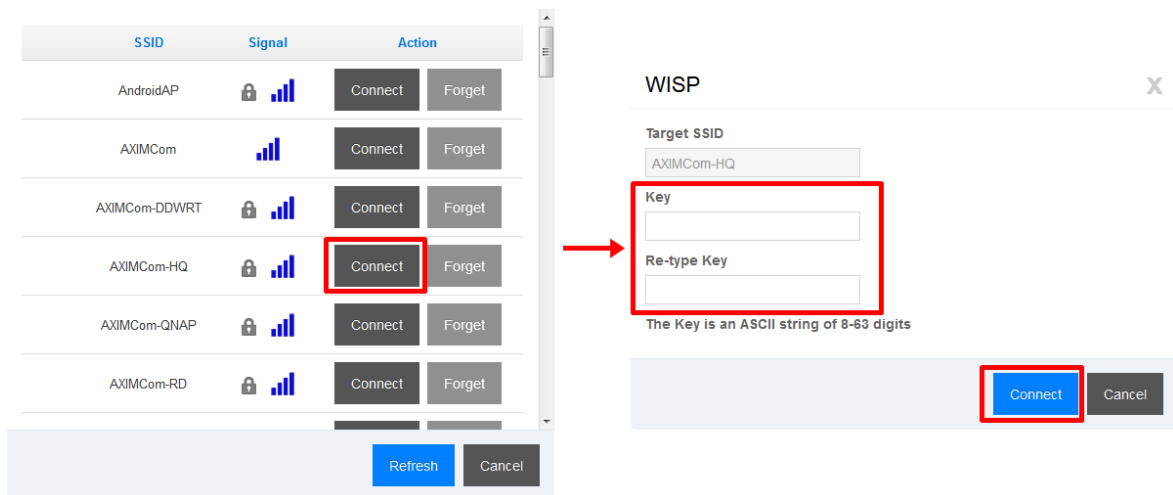 SSID Signal Action
AndroidAP Connect Forget
AXIMCom Connect Forget
AXIMCom-DDWRT Connect Forget
AXIMCom-HQ Connect Forget
AXIMCom-QNAP Connect Forget
AXIMCom-RD Connect Forget
Refresh Cancel
WISP X
Target SSID
AXIMCom-HQ
Key
Re-type Key
The Key is an ASCII string of 8-63 digits
Connect Cancel